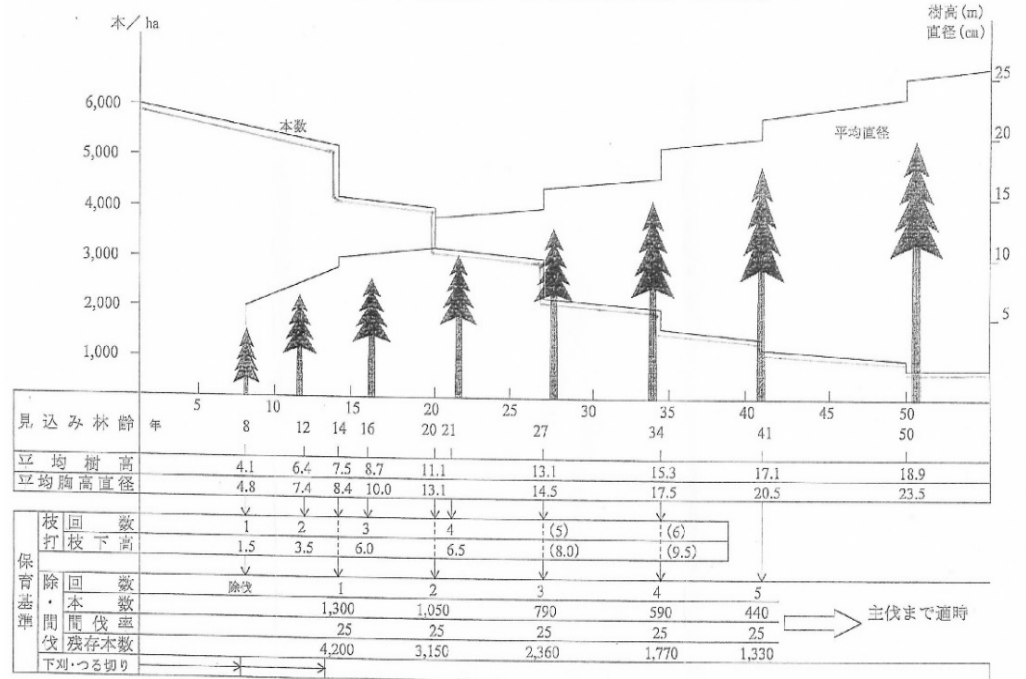 本／ha
樹高(m)
直径(cm)
25
6,000
本数
平均直径
20
5,000
15
4,000
3,000
10
2,000
5
1,000
5 10 15 20 25 30 35 40 45 50
見込み林齢 年 8 12 14 16 20 21 27 34 41 50
平均樹高 4.1 6.4 7.5 8.7 11.1 13.1 15.3 17.1 18.9
平均胸高直径 4.8 7.4 8.4 10.0 13.1 14.5 17.5 20.5 23.5
保育基準
枝打
回数 1 2 3 4 (5) (6)
枝下高 1.5 3.5 6.0 6.5 (8.0) (9.5)
除・間伐
回数 除伐 1 2 3 4 5
本数 1,300 1,050 790 590 440
主伐まで適時
間伐率 25 25 25 25 25
残存本数 4,200 3,150 2,360 1,770 1,330
下刈・つる切り